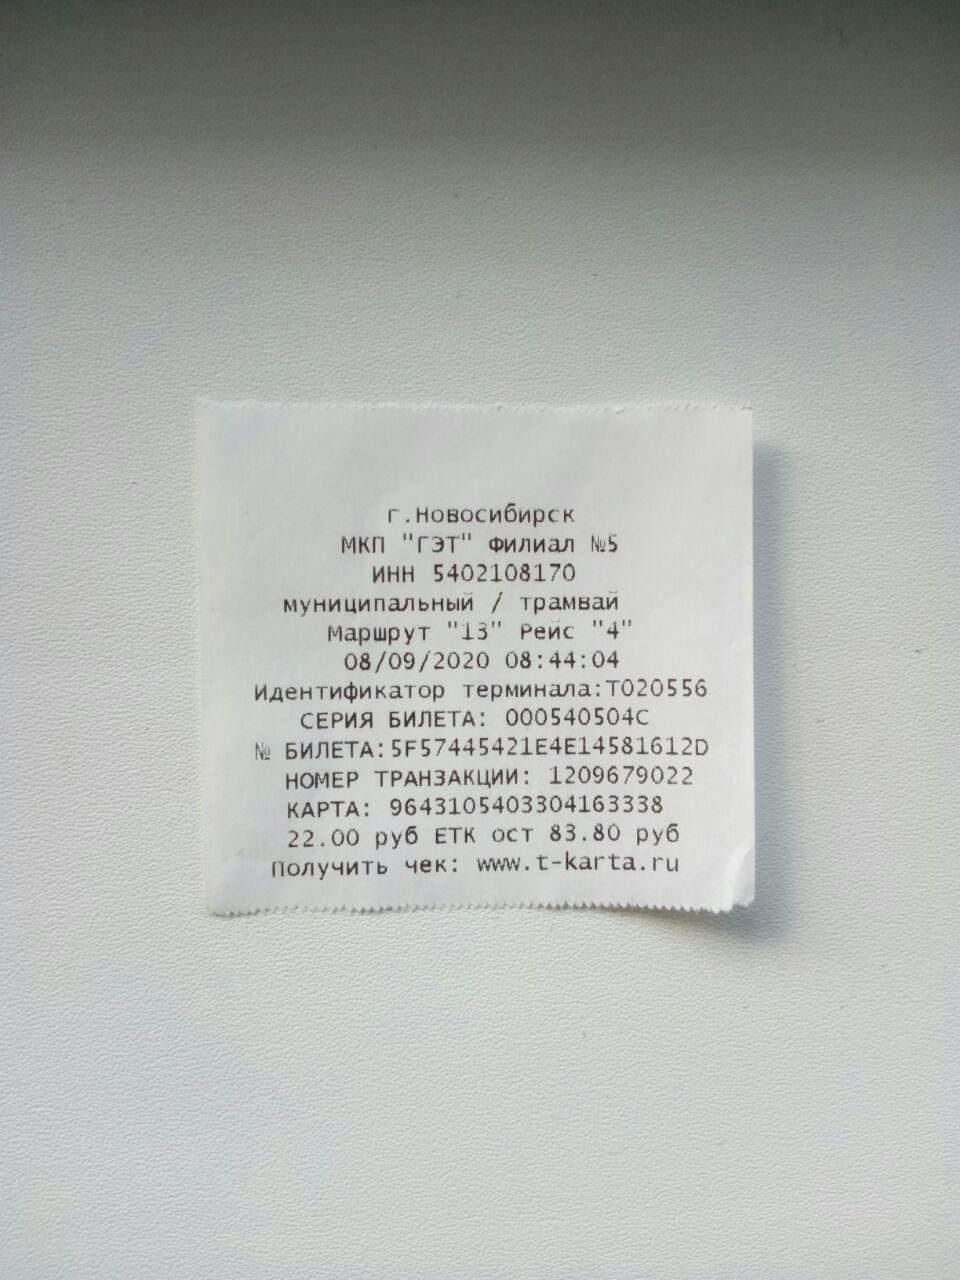 г.Новосибирск
МКП "ГЭТ" Филиал №5
ИНН 5402108170
муниципальный / трамвай
Маршрут "13" Рейс "4"
08/09/2020 08:44:04
Идентификатор терминала:Т020556
СЕРИЯ БИЛЕТА: 000540504C
№ БИЛЕТА:5F57445421E4E14581612D
НОМЕР ТРАНЗАКЦИИ: 1209679022
КАРТА: 9643105403304163338
22.00 руб ЕТК ост 83.80 руб
Получить чек: www.t-karta.ru